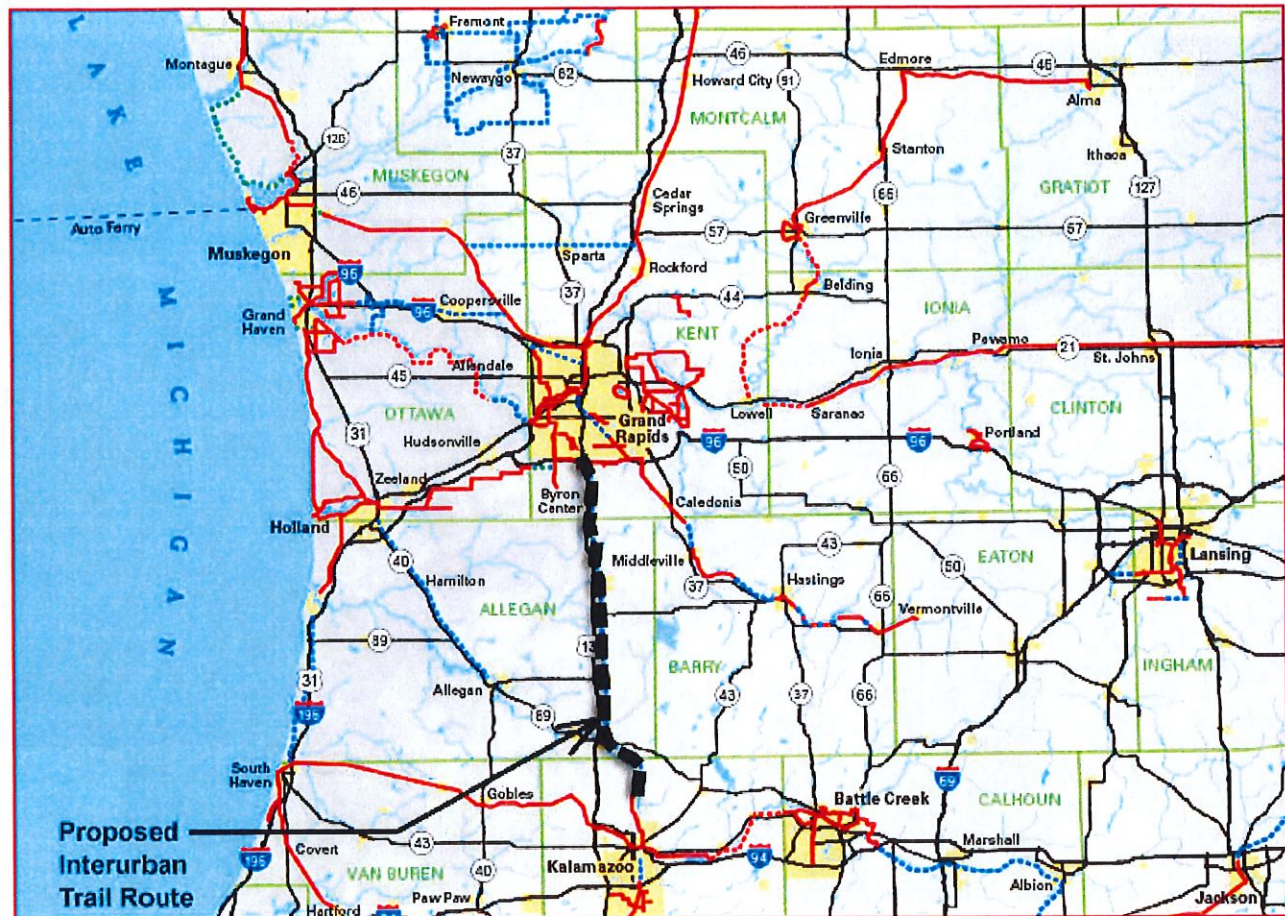 Fremont
Montague
Newaygo
82
46
Howard City
91
Edmore
46
Alma
MONTCALM
120
37
Stanton
Ithaca
MUSKEGON
GRATIOT
127
46
Cedar
Springs
66
Greenville
Auto Ferry
57
57
Muskegon
Sparta
Rockford
Belding
37
44
IONIA
Grand
Haven
Coopersville
96
KENT
Ionia
Pewamo
21
St. Johns
Allendale
45
OTTAWA
Lowell
Saranac
CLINTON
31
Hudsonville
Grand
Rapids
96
96
Portland
50
Zeeland
66
Byron
Center
Caledonia
Holland
43
EATON
Lansing
40
Middleville
50
Hamilton
37
Hastings
66
Vermontville
ALLEGAN
89
13
BARRY
INGHAM
31
Allegan
43
37
66
196
89
69
South
Haven
Gobles
Battle Creek
CALHOUN
Proposed
Interurban
Trail Route
Marshall
43
196
Covert
VAN BUREN
40
Kalamazoo
94
Albion
Paw Paw
Hartford
Jackson
LAKE
MICHIGAN